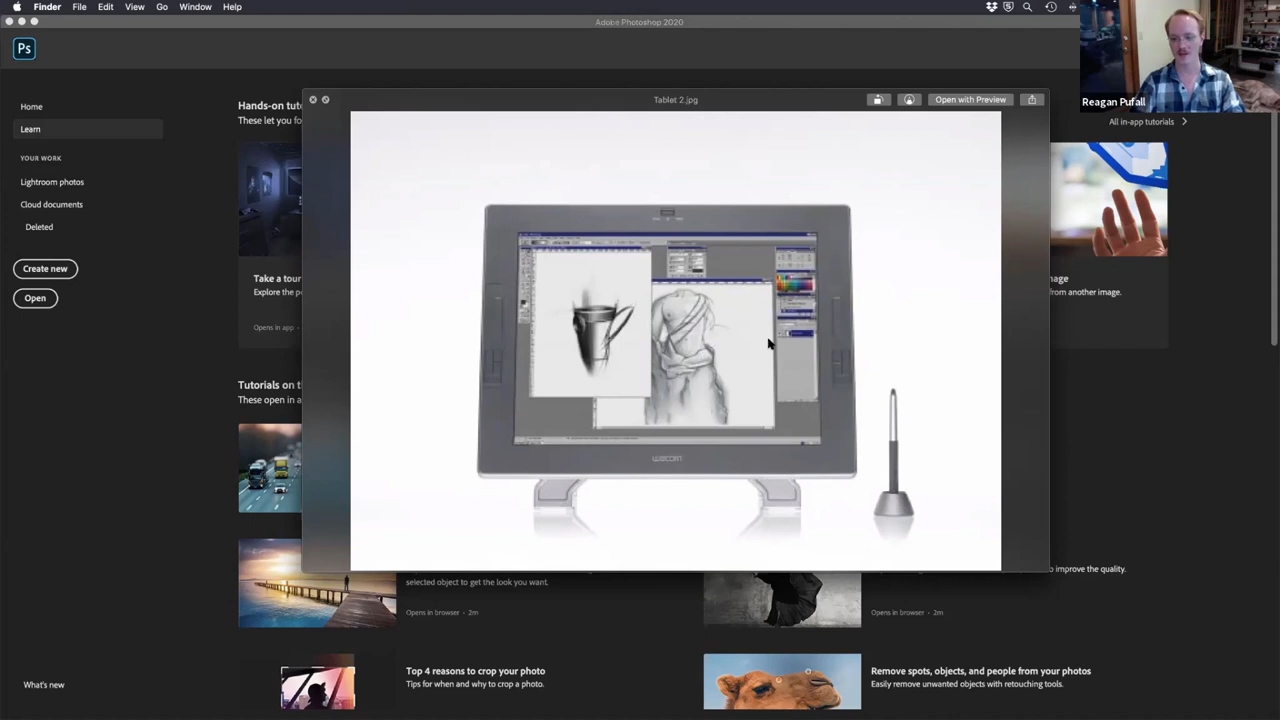 Finder File Edit View Go Window Help
Adobe Photoshop 2020
Ps
Reagan Pufall
Home
Learn
YOUR WORK
Lightroom photos
Cloud documents
Deleted
Create new
Open
What's new
Hands-on tuto
These let you fo
All in-app tutorials
Tablet 2.jpg
Open with Preview
wacom
Take a tour
Explore the p
Opens in app
mage
from another image.
Tutorials on t
These open in a
selected object to get the look you want.
Opens in browser • 2m
to improve the quality.
Opens in browser • 2m
Top 4 reasons to crop your photo
Tips for when and why to crop a photo.
Remove spots, objects, and people from your photos
Easily remove unwanted objects with retouching tools.